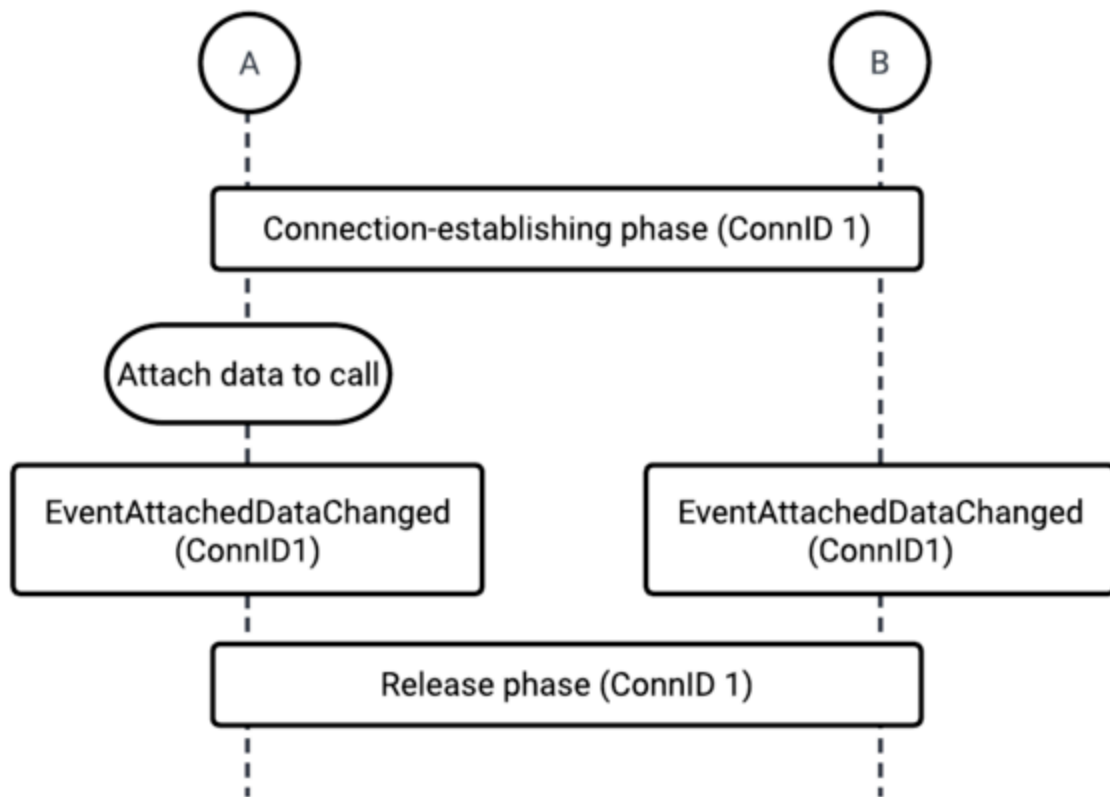 A
B
Connection-establishing phase (ConnID 1)
Attach data to call
EventAttachedDataChanged
(ConnID1)
EventAttachedDataChanged
(ConnID1)
Release phase (ConnID 1)